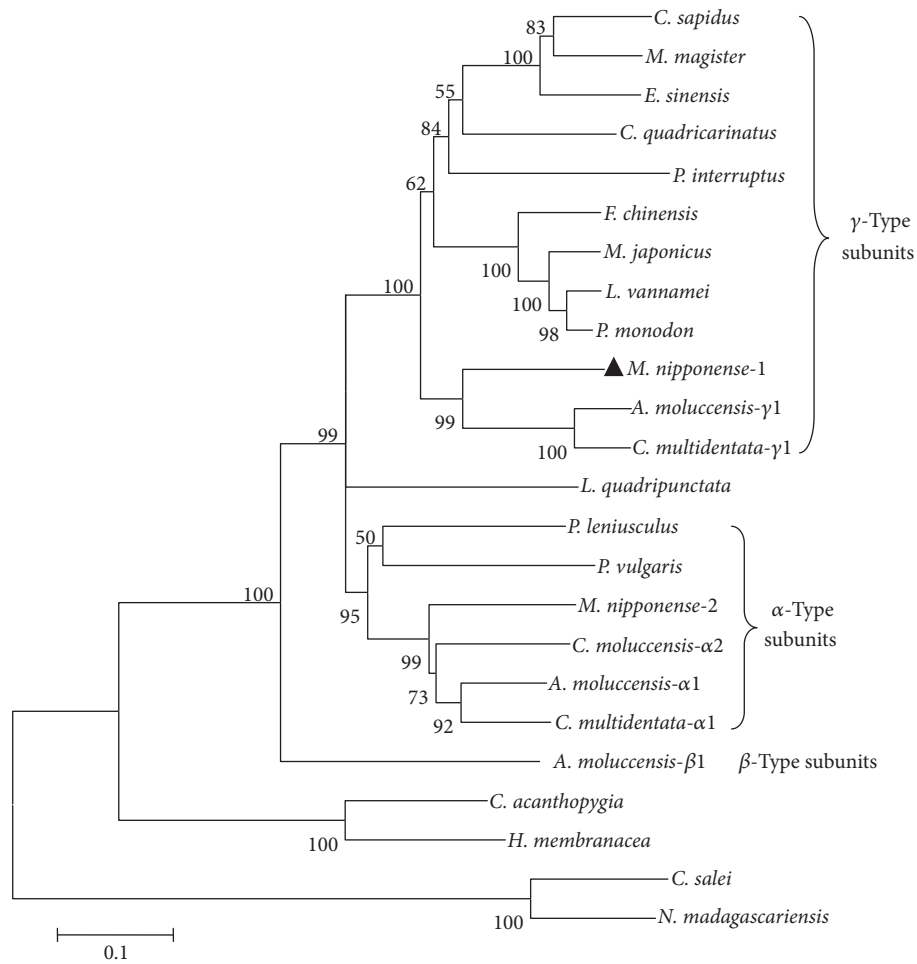 83
C. sapidus
M. magister
100
E. sinensis
55
C. quadricarinatus
84
P. interruptus
62
F. chinensis
M. japonicus
100
L. vannamei
100
P. monodon
98
γ-Type
subunits
100
M. nipponense-1
A. moluccensis-γ1
99
C. multidentata-γ1
100
99
L. quadripunctata
P. leniusculus
50
P. vulgaris
100
M. nipponense-2
95
C. moluccensis-α2
99
A. moluccensis-α1
73
C. multidentata-α1
92
α-Type
subunits
A. moluccensis-β1
β-Type subunits
C. acanthopygia
H. membranacea
100
C. salei
N. madagascariensis
100
0.1